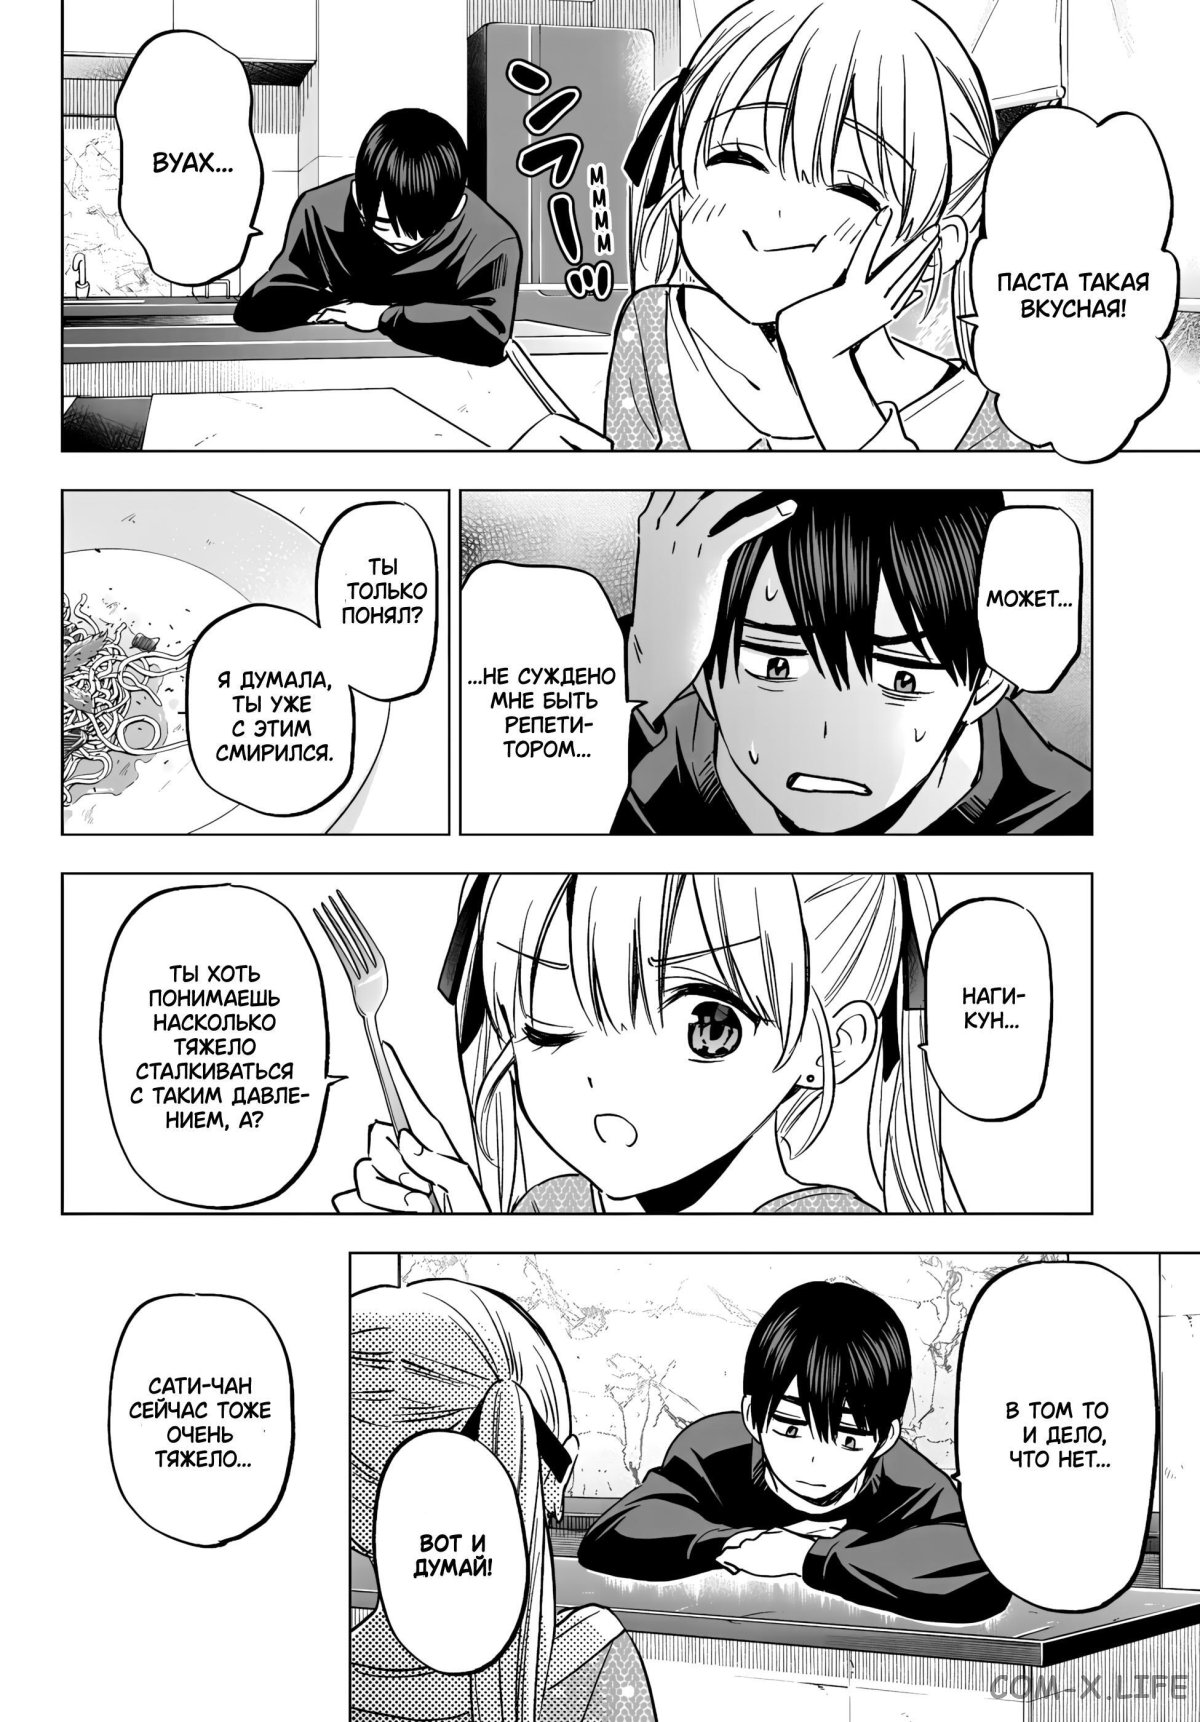 ПАСТА ТАКАЯ
ВКУСНАЯ!
ンフーッ
ММММ
ВУАХ...
МОЖЕТ...
...НЕ СУЖДЕНО
МНЕ БЫТЬ
РЕПЕТИ-
ТОРОМ...
ТЫ
ТОЛЬКО
ПОНЯЛ?
Я ДУМАЛА,
ТЫ УЖЕ
С ЭТИМ
СМИРИЛСЯ.
НАГИ-
КУН...
ТЫ ХОТЬ
ПОНИМАЕШЬ
НАСКОЛЬКО
ТЯЖЕЛО
СТАЛКИВАТЬСЯ
С ТАКИМ ДАВЛЕ-
НИЕМ, А?
В ТОМ ТО
И ДЕЛО,
ЧТО НЕТ...
ВОТ И
ДУМАЙ!
САТИ-ЧАН
СЕЙЧАС ТОЖЕ
ОЧЕНЬ
ТЯЖЕЛО...
COM-X.LIFE